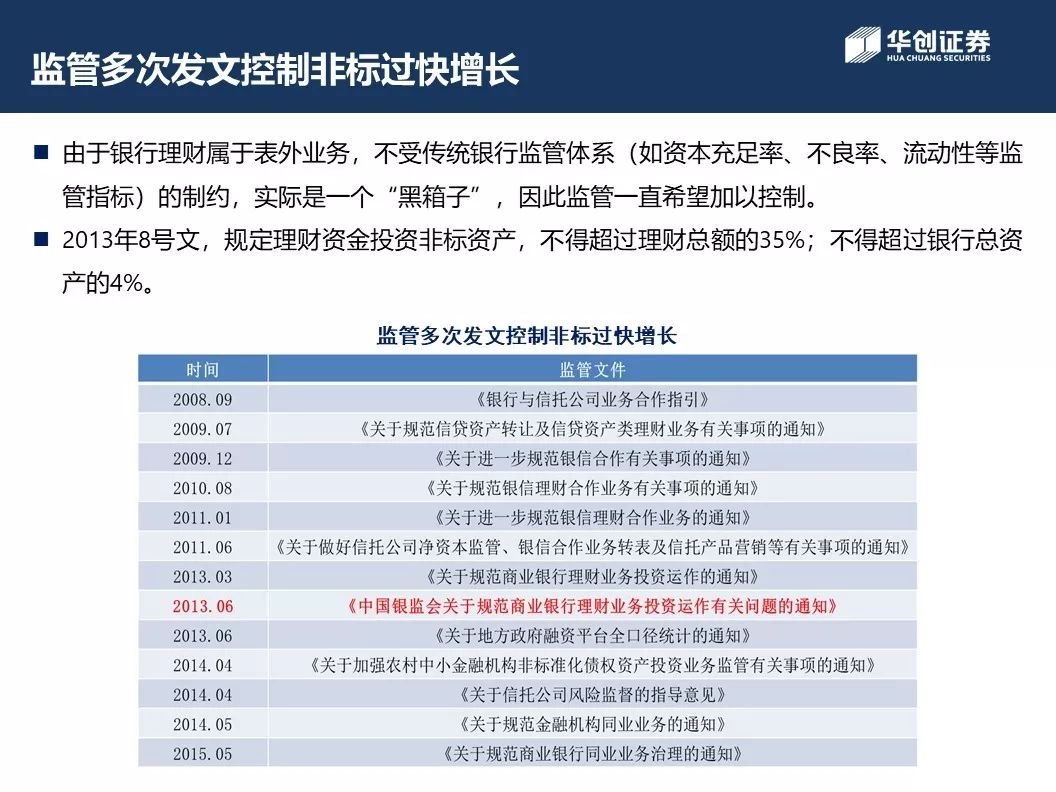 监管多次发文控制非标过快增长
华创证券
HUA CHUANG SECURITIES
由于银行理财属于表外业务，不受传统银行监管体系（如资本充足率、不良率、流动性等监
管指标）的制约，实际是一个“黑箱子”，因此监管一直希望加以控制。
2013年8号文，规定理财资金投资非标资产，不得超过理财总额的35%；不得超过银行总资
产的4%。
监管多次发文控制非标过快增长
时间 监管文件
2008.09 《银行与信托公司业务合作指引》
2009.07 《关于规范信贷资产转让及信贷资产类理财业务有关事项的通知》
2009.12 《关于进一步规范银信合作有关事项的通知》
2010.08 《关于规范银信理财合作业务有关事项的通知》
2011.01 《关于进一步规范银信理财合作业务的通知》
2011.06 《关于做好信托公司净资本监管、银信合作业务转表及信托产品营销等有关事项的通知》
2013.03 《关于规范商业银行理财业务投资运作的通知》
2013.06 《中国银监会关于规范商业银行理财业务投资运作有关问题的通知》
2013.06 《关于地方政府融资平台全口径统计的通知》
2014.04 《关于加强农村中小金融机构非标准化债权资产投资业务监管有关事项的通知》
2014.04 《关于信托公司风险监督的指导意见》
2014.05 《关于规范金融机构同业业务的通知》
2015.05 《关于规范商业银行同业业务治理的通知》